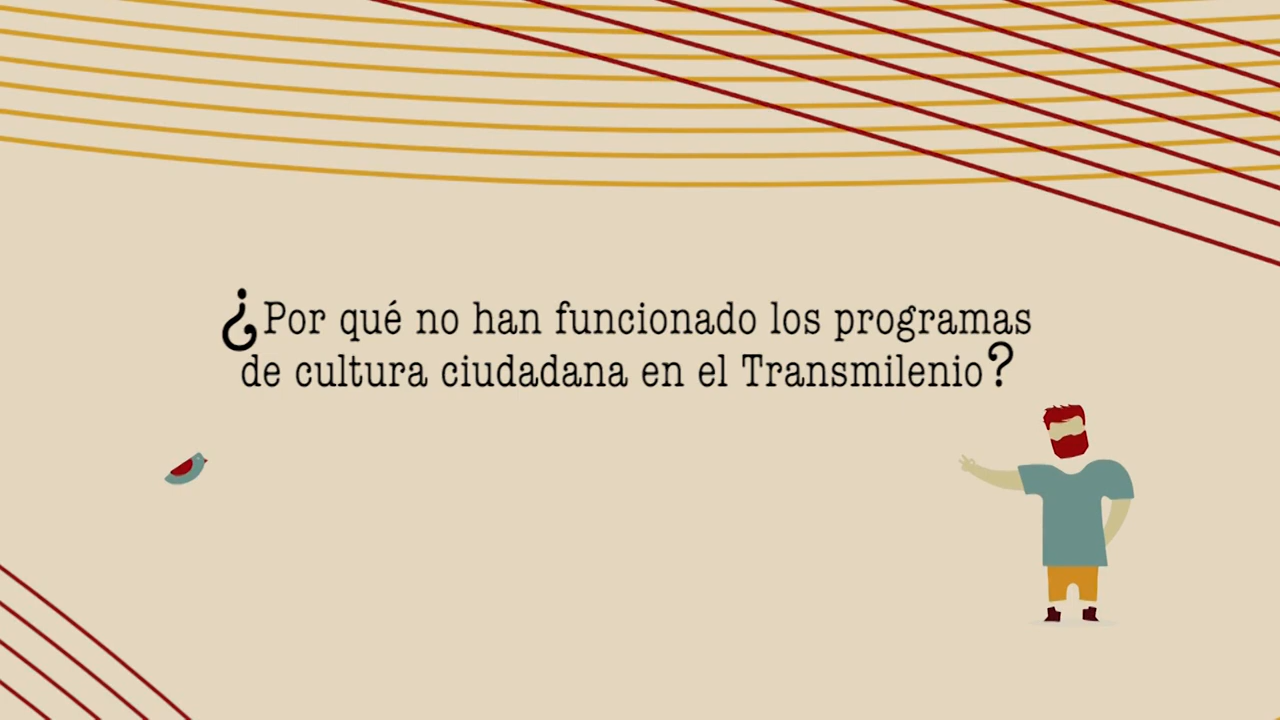 ¿Por qué no han funcionado los programas
de cultura ciudadana en el Transmilenio?